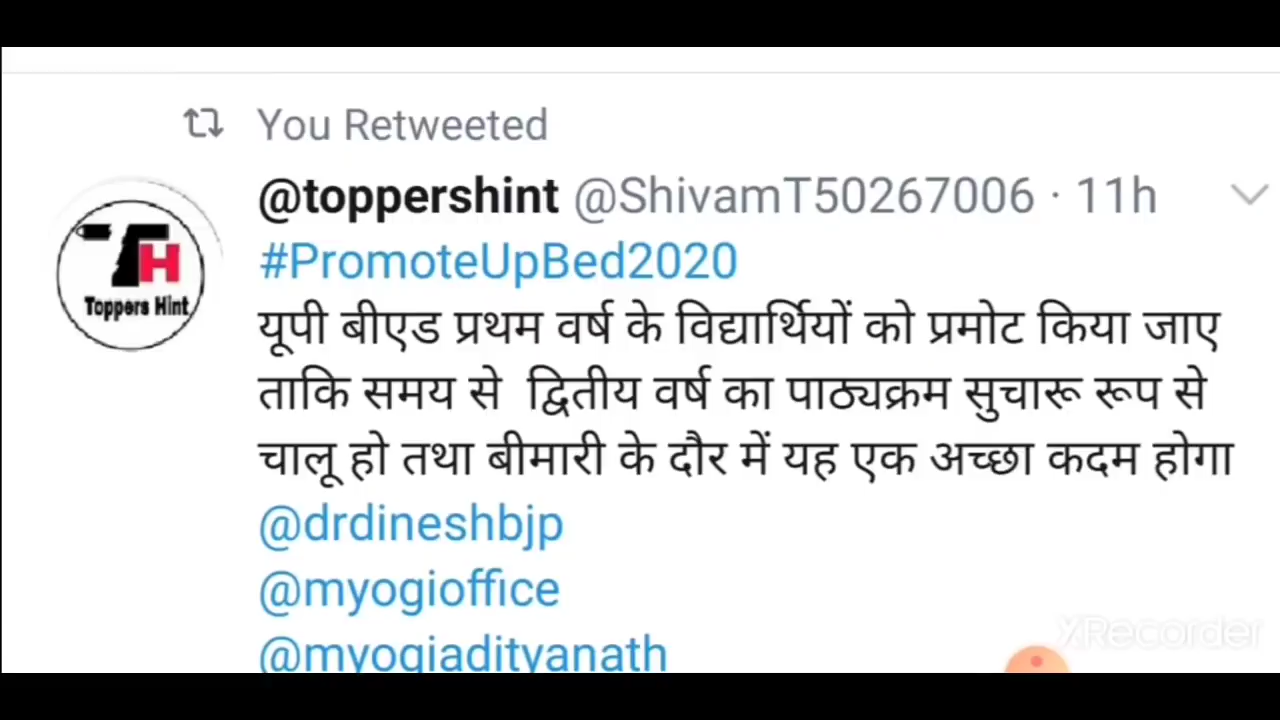 You Retweeted
@toppershint @ShivamT50267006 · 11h
#PromoteUpBed2020
यूपी बीएड प्रथम वर्ष के विद्यार्थियों को प्रमोट किया जाए
ताकि समय से द्वितीय वर्ष का पाठ्यक्रम सुचारू रूप से
चालू हो तथा बीमारी के दौर में यह एक अच्छा कदम होगा
@drdineshbjp
@myogioffice
@myogiadityanath
TH
Toppers Hint
XRecorder